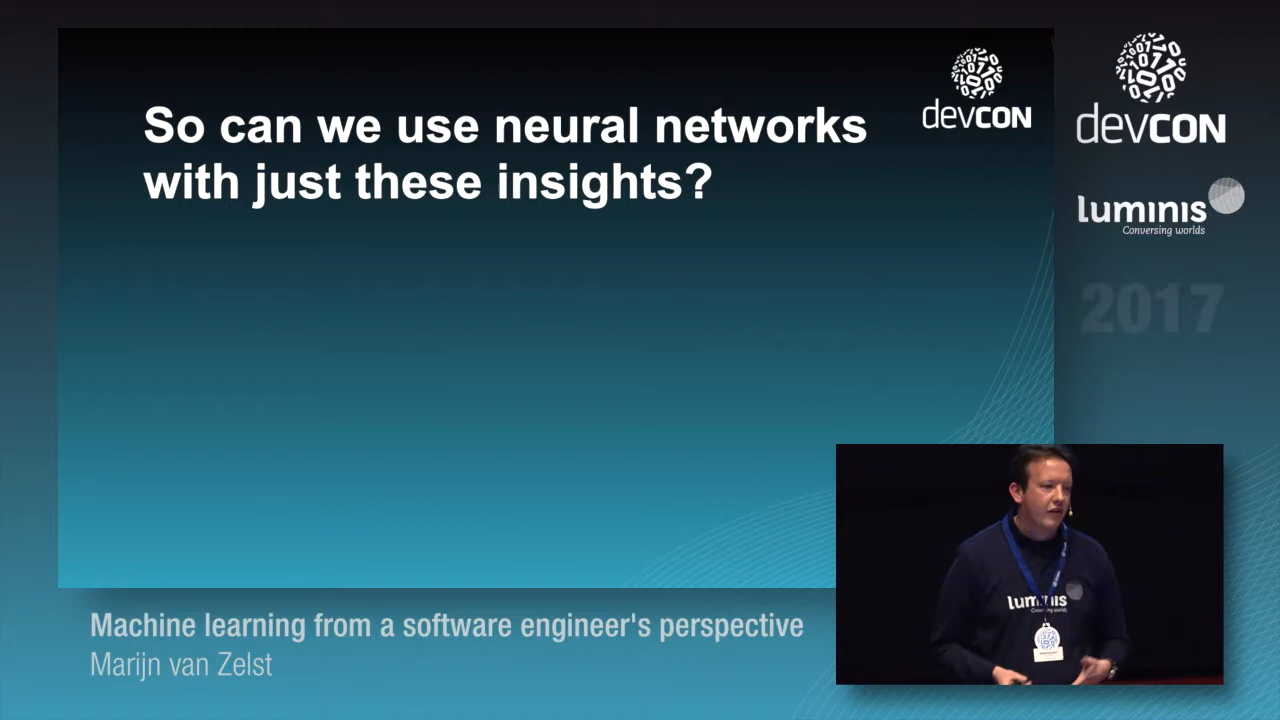 So can we use neural networks
with just these insights?
devcon
devcon
luminis
Conversing worlds
2017
luminis
Machine learning from a software engineer's perspective
Marijn van Zelst